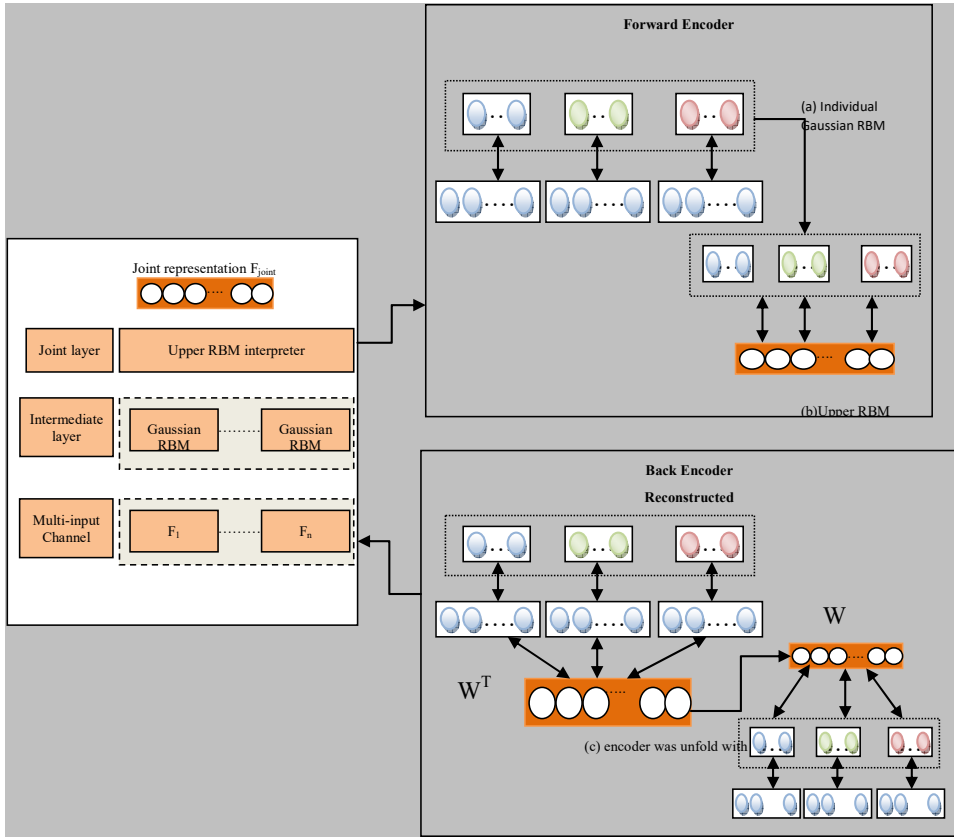 Forward Encoder
(a) Individual
Gaussian RBM
(b)Upper RBM
Joint representation F_joint
Joint layer
Upper RBM interpreter
Intermediate
layer
Gaussian
RBM
Gaussian
RBM
Multi-input
Channel
F_1
F_n
Back Encoder
Reconstructed
W^T
W
(c) encoder was unfold with